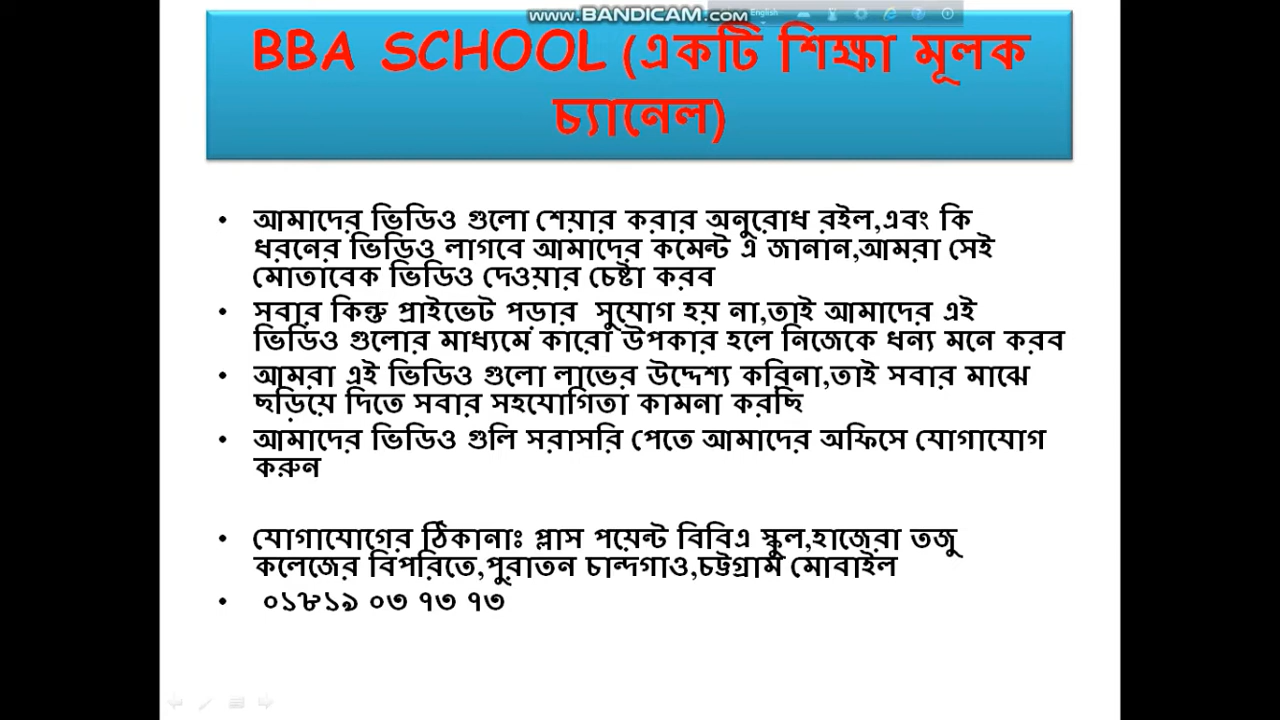 www.BANDICAM.com
English
BBA SCHOOL (একটি শিক্ষা মূলক
চ্যানেল)
• আমাদের ভিডিও গুলো শেয়ার করার অনুরোধ রইল,এবং কি
ধরনের ভিডিও লাগবে আমাদের কমেন্ট এ জানান,আমরা সেই
মোতাবেক ভিডিও দেওয়ার চেষ্টা করব
• সবার কিন্তু প্রাইভেট পড়ার সুযোগ হয় না,তাই আমাদের এই
ভিডিও গুলোর মাধ্যমে কারো উপকার হলে নিজেকে ধন্য মনে করব
• আমরা এই ভিডিও গুলো লাভের উদ্দেশ্য করিনা,তাই সবার মাঝে
ছড়িয়ে দিতে সবার সহযোগিতা কামনা করছি
• আমাদের ভিডিও গুলি সরাসরি পেতে আমাদের অফিসে যোগাযোগ
করুন
• যোগাযোগের ঠিকানাঃ প্লাস পয়েন্ট বিবিএ স্কুল,হাজেরা তজু
কলেজের বিপরিতে,পুরাতন চান্দগাও,চট্টগ্রাম মোবাইল
• ০১৮১৯ ০৩ ৭৩ ৭৩